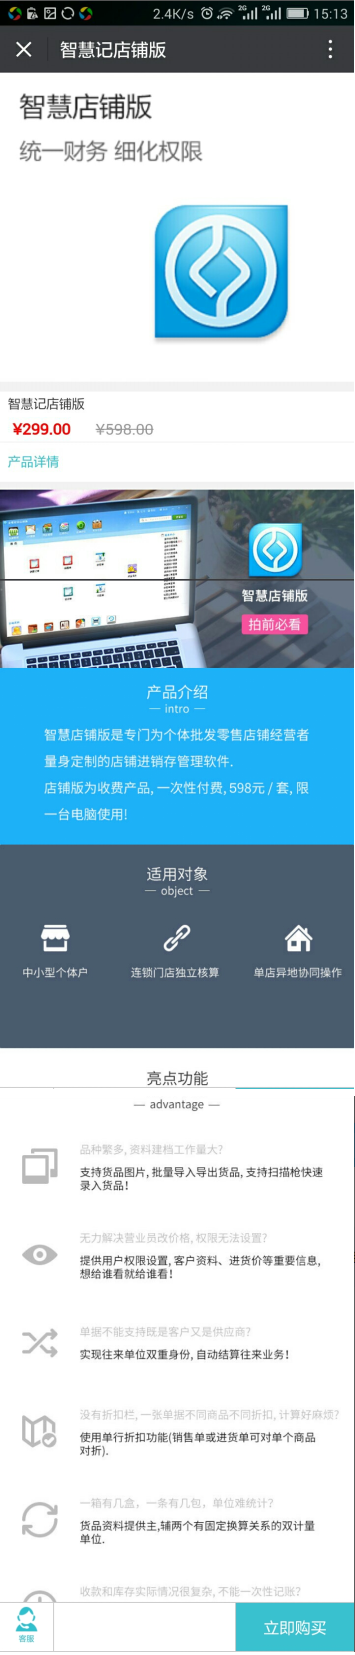 2.4K/s 2G 2G 15:13
智慧记店铺版
智慧店铺版
统一财务 细化权限
智慧记店铺版
¥299.00 ¥598.00
产品详情
智慧店铺版
拍前必看
产品介绍
— intro —
智慧店铺版是专门为个体批发零售店铺经营者
量身定制的店铺进销存管理软件.
店铺版为收费产品, 一次性付费, 598元 / 套, 限
一台电脑使用!
适用对象
— object —
中小型个体户 连锁门店独立核算 单店异地协同操作
亮点功能
— advantage —
品种繁多, 资料建档工作量大?
支持货品图片, 批量导入导出货品, 支持扫描枪快速
录入货品!
无力解决营业员改价格, 权限无法设置?
提供用户权限设置, 客户资料、进货价等重要信息,
想给谁看就给谁看!
单据不能支持既是客户又是供应商?
实现往来单位双重身份, 自动结算往来业务!
没有折扣栏, 一张单据不同商品不同折扣, 计算好麻烦?
使用单行折扣功能(销售单或进货单可对单个商品
对折).
一箱有几盒，一条有几包，单位难统计?
货品资料提供主,辅两个有固定换算关系的双计量
单位.
收款和库存实际情况很复杂, 不能一次性记账?
客服
立即购买